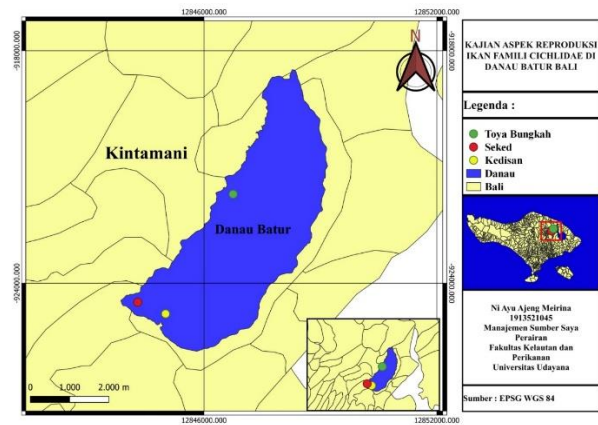 12846000.000
12852000.000
-918000.000
-918000.000
N
Kintamani
Danau Batur
-924000.000
-924000.000
0
1.000
2.000 m
12846000.000
12852000.000
KAJIAN ASPEK REPRODUKSI
IKAN FAMILI CICHLIDAE DI
DANAU BATUR BALI
Legenda :
Toya Bungkah
Seked
Kedisan
Danau
Bali
Ni Ayu Ajeng Meirina
1913521045
Manajemen Sumber Saya
Perairan
Fakultas Kelautan dan
Perikanan
Universitas Udayana
Sumber : EPSG WGS 84